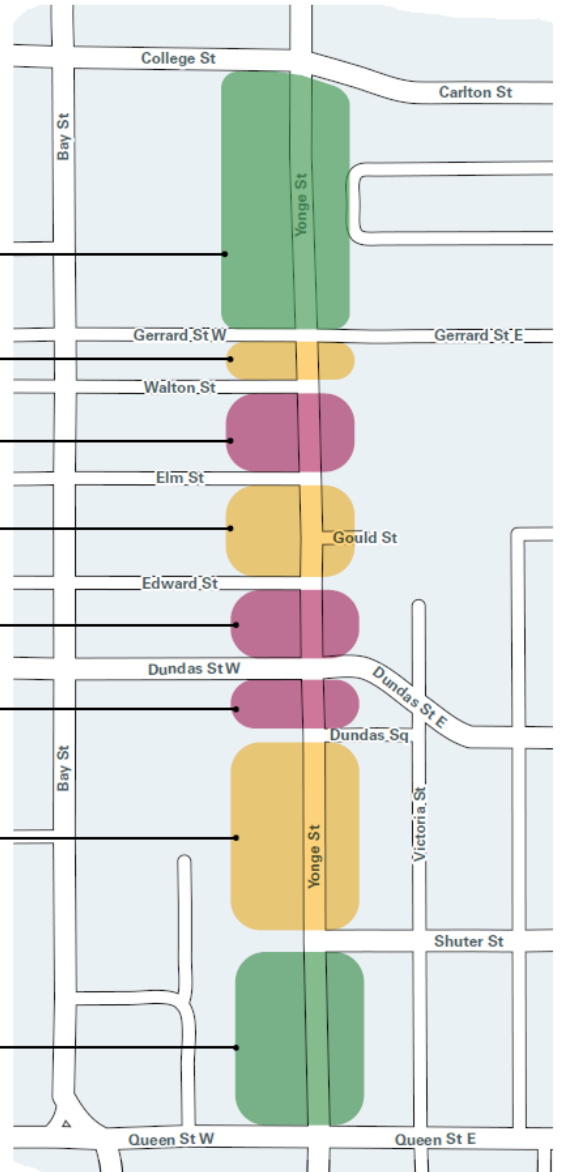 College St
Carlton St
Bay St
Yonge St
Gerrard St W
Gerrard St E
Walton St
Elm St
Gould St
Edward St
Dundas St W
Dundas St E
Dundas Sq
Bay St
Victoria St
Yonge St
Shuter St
Queen St W
Queen St E